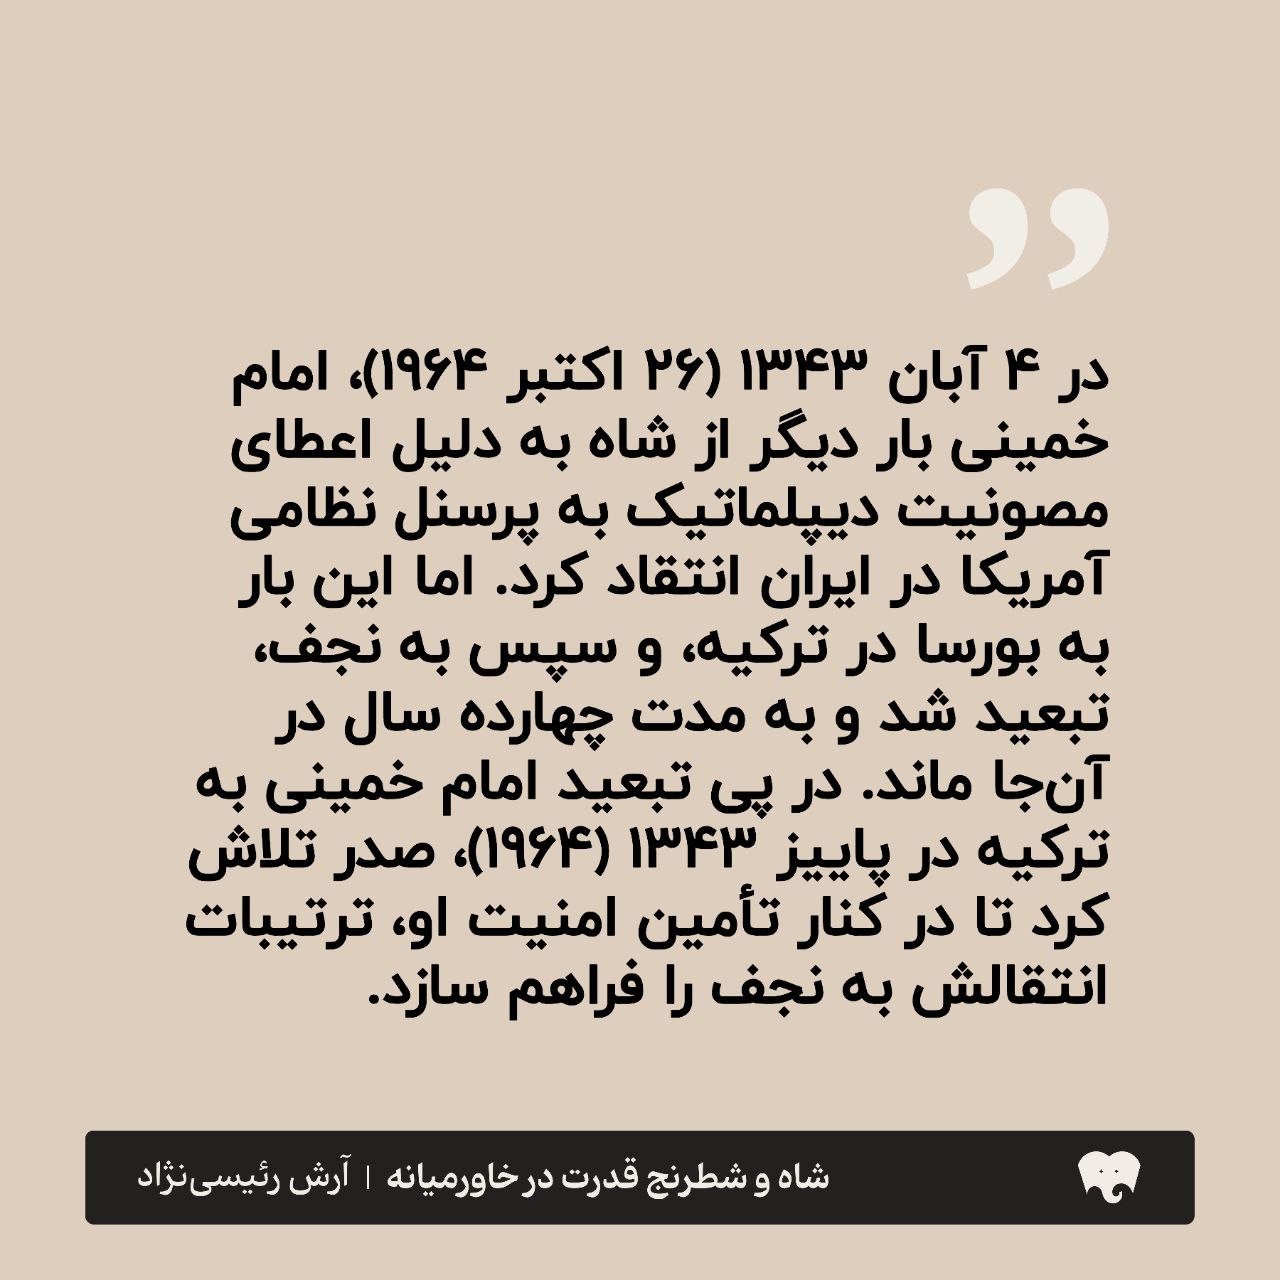 در ۴ آبان ۱۳۴۳ (۲۶ اکتبر ۱۹۶۴)، امام
خمینی بار دیگر از شاه به دلیل اعطای
مصونیت دیپلماتیک به پرسنل نظامی
آمریکا در ایران انتقاد کرد. اما این بار
به بورسا در ترکیه، و سپس به نجف،
تبعید شد و به مدت چهارده سال در
آن‌جا ماند. در پی تبعید امام خمینی به
ترکیه در پاییز ۱۳۴۳ (۱۹۶۴)، صدر تلاش
کرد تا در کنار تأمین امنیت او، ترتیبات
انتقالش به نجف را فراهم سازد.
شاه و شطرنج قدرت در خاورمیانه | آرش رئیسی‌نژاد